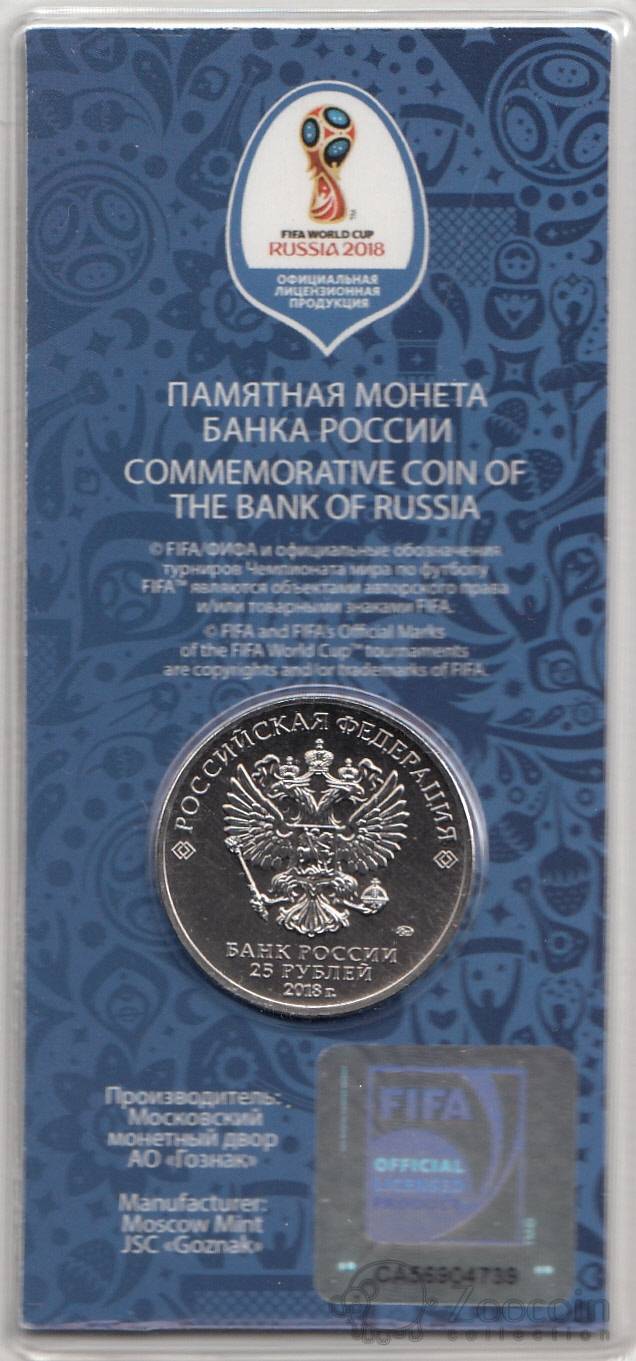 FIFA WORLD CUP
RUSSIA 2018
ОФИЦИАЛЬНАЯ
ЛИЦЕНЗИОННАЯ
ПРОДУКЦИЯ
ПАМЯТНАЯ МОНЕТА
БАНКА РОССИИ
COMMEMORATIVE COIN OF
THE BANK OF RUSSIA
© FIFA/ФИФА и официальные обозначения
турниров Чемпионата мира по футболу
FIFA™ являются объектами авторского права
и/или товарными знаками FIFA.
© FIFA and FIFA's Official Marks
of the FIFA World Cup™ tournaments
are copyrights and/or trademarks of FIFA.
РОССИЙСКАЯ ФЕДЕРАЦИЯ
БАНК РОССИИ
25 РУБЛЕЙ
2018 г.
Производитель:
Московский
монетный двор
АО «Гознак»
Manufacturer:
Moscow Mint
JSC «Goznak»
FIFA
OFFICIAL
LICENSED
PRODUCT
CA56904739
Zoocoin
collection